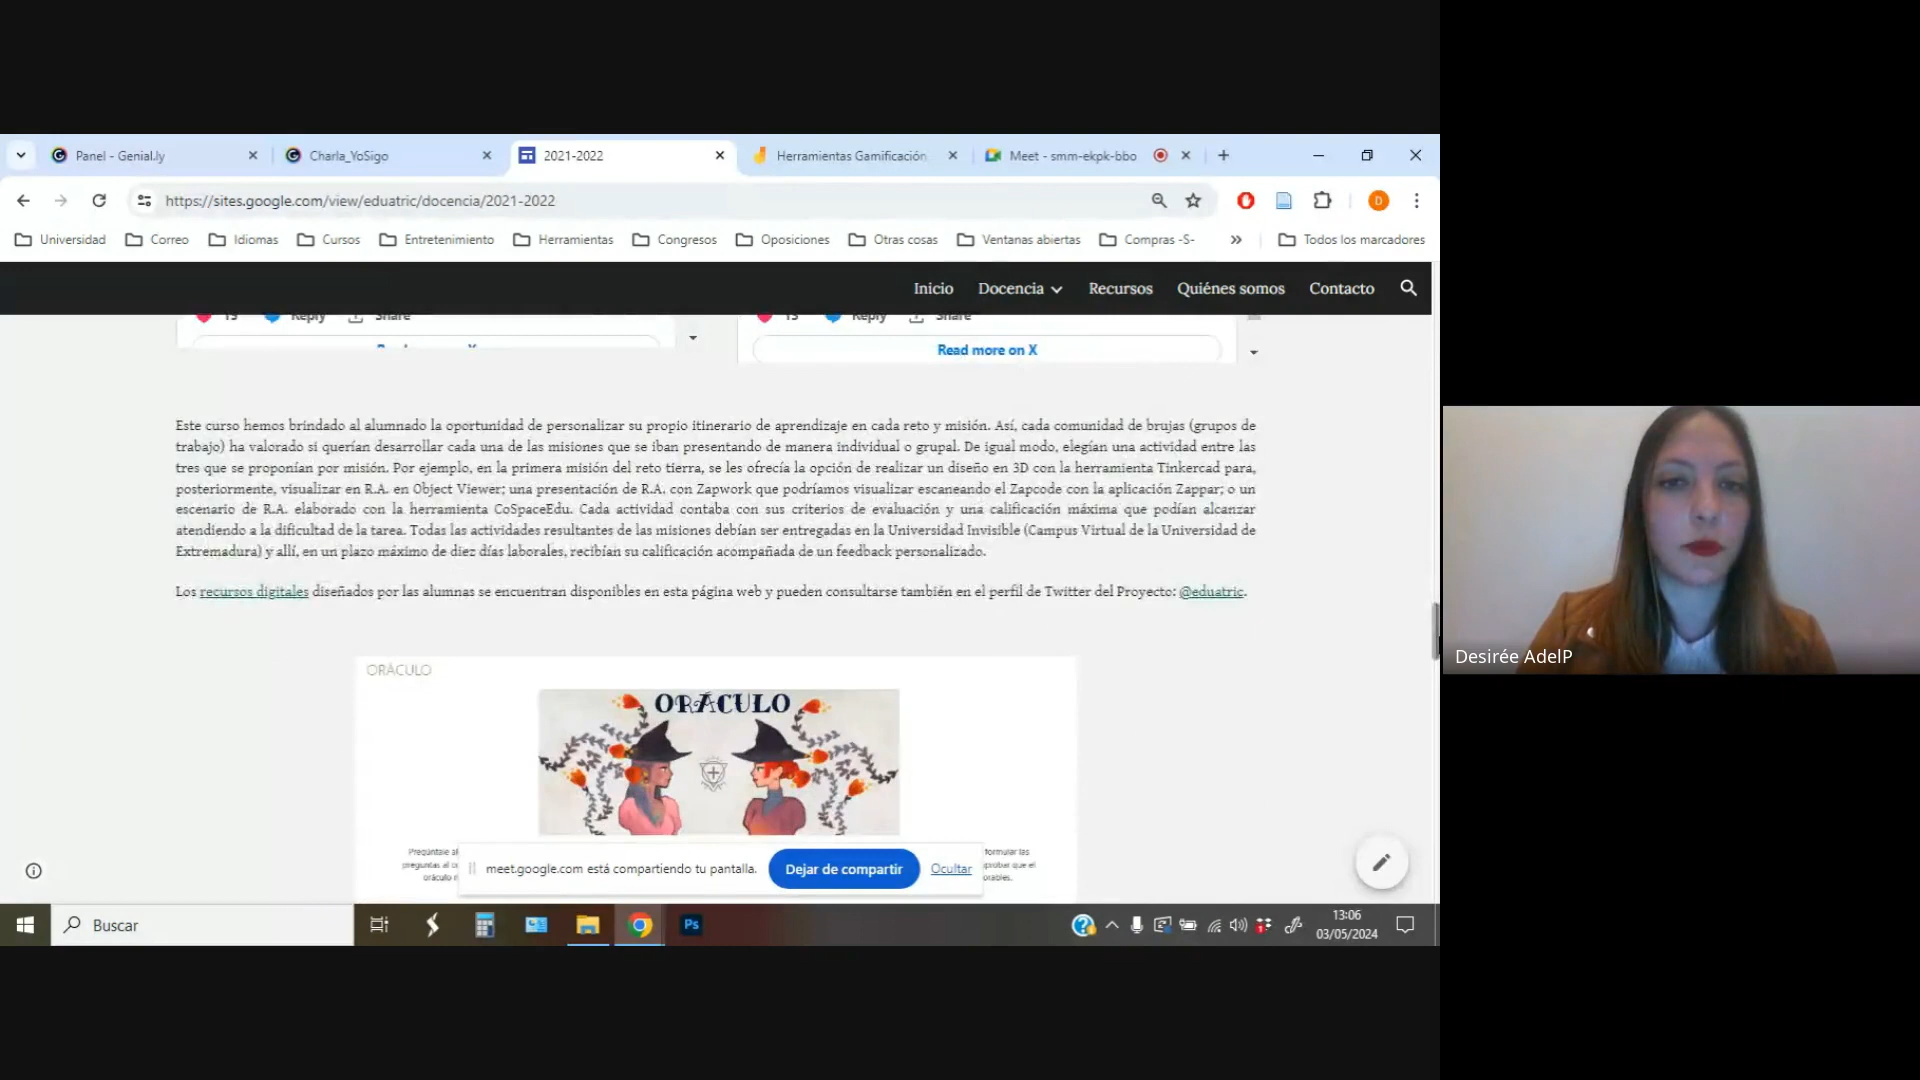 Panel - Genial.ly
Charla_YoSigo
2021-2022
Herramientas Gamificación
Meet - smm-ekpk-bbo
https://sites.google.com/view/eduatric/docencia/2021-2022
D
Universidad
Correo
Idiomas
Cursos
Entretenimiento
Herramientas
Congresos
Oposiciones
Otras cosas
Ventanas abiertas
Compras -S-
Todos los marcadores
Inicio
Docencia
Recursos
Quiénes somos
Contacto
Reply
Share
13
Reply
Share
Read more on X
Este curso hemos brindado al alumnado la oportunidad de personalizar su propio itinerario de aprendizaje en cada reto y misión. Así, cada comunidad de brujas (grupos de
trabajo) ha valorado si querían desarrollar cada una de las misiones que se iban presentando de manera individual o grupal. De igual modo, elegían una actividad entre las
tres que se proponían por misión. Por ejemplo, en la primera misión del reto tierra, se les ofrecía la opción de realizar un diseño en 3D con la herramienta Tinkercad para,
posteriormente, visualizar en R.A. en Object Viewer; una presentación de R.A. con Zapwork que podríamos visualizar escaneando el Zapcode con la aplicación Zappar; o un
escenario de R.A. elaborado con la herramienta CoSpaceEdu. Cada actividad contaba con sus criterios de evaluación y una calificación máxima que podían alcanzar
atendiendo a la dificultad de la tarea. Todas las actividades resultantes de las misiones debían ser entregadas en la Universidad Invisible (Campus Virtual de la Universidad de
Extremadura) y allí, en un plazo máximo de diez días laborales, recibían su calificación acompañada de un feedback personalizado.
Los recursos digitales diseñados por las alumnas se encuentran disponibles en esta página web y pueden consultarse también en el perfil de Twitter del Proyecto: @eduatric.
ORÁCULO
ORÁCULO
formular las
meet.google.com está compartiendo tu pantalla.
Dejar de compartir
Ocultar
Buscar
Ps
13:06
03/05/2024
Desirée AdelP